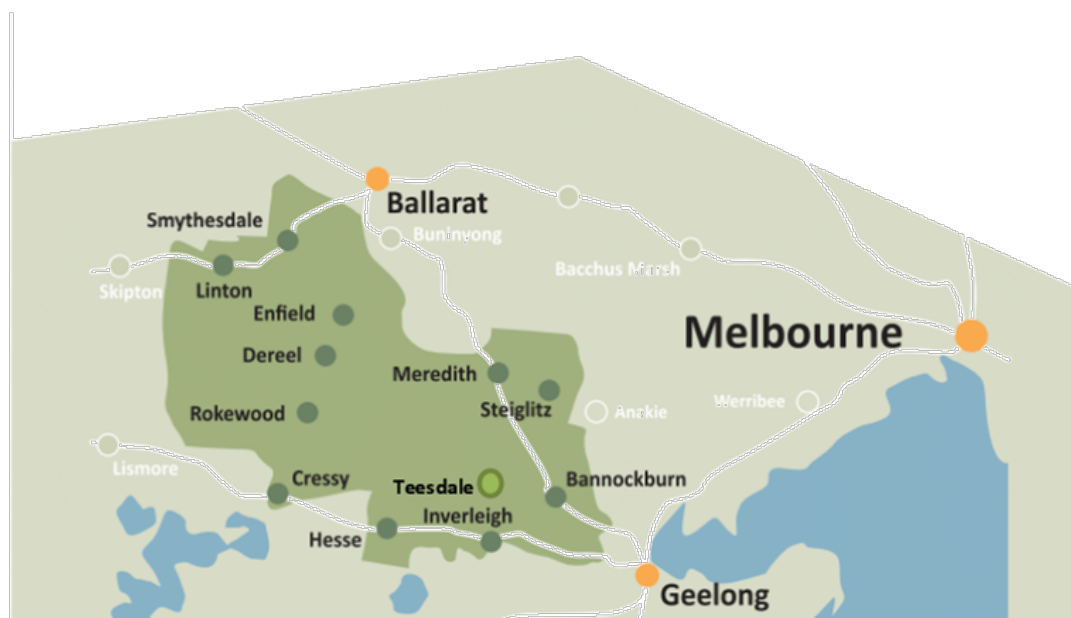 Ballarat
Smythesdale
Buninyong
Bacchus Marsh
Skipton
Linton
Enfield
Melbourne
Dereel
Meredith
Steiglitz
Werribee
Rokewood
Anakie
Lismore
Cressy
Bannockburn
Teesdale
Inverleigh
Hesse
Geelong